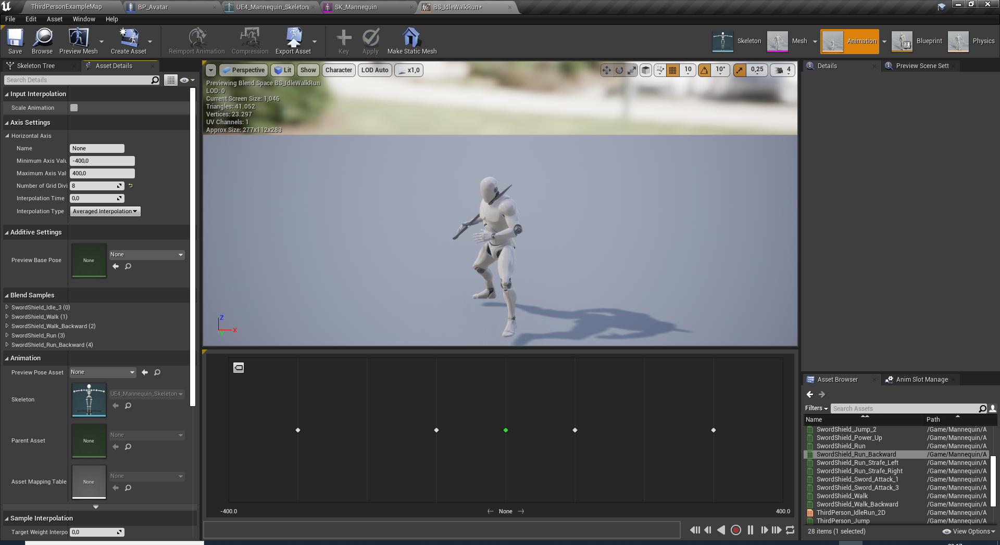 ThirdPersonExampleMap
BP_Avatar
UE4_Mannequin_Skeleton
SK_Mannequin
BS_IdleWalkRun*
File
Edit
Asset
Window
Help
Save
Browse
Preview Mesh
Create Asset
Reimport Animation
Compression
Export Asset
Key
Apply
Make Static Mesh
Skeleton
Mesh
Animation
Blueprint
Physics
Skeleton Tree
Asset Details
Search Details
Input Interpolation
Scale Animation
Axis Settings
Horizontal Axis
Name None
Minimum Axis Valu -400,0
Maximum Axis Val 400,0
Number of Grid Divi 8
Interpolation Time 0,0
Interpolation Type Averaged Interpolation
Additive Settings
Preview Base Pose None None
Blend Samples
SwordShield_Idle_3 (0)
SwordShield_Walk (1)
SwordShield_Walk_Backward (2)
SwordShield_Run (3)
SwordShield_Run_Backward (4)
Animation
Preview Pose Asset None
Skeleton UE4_Mannequin_Skeleton
Parent Asset None None
Asset Mapping Table None None
Sample Interpolation
Target Weight Interpo 0,0
Perspective
Lit
Show
Character
LOD Auto
x1,0
10
10°
0,25
4
Previewing Blend Space BS_IdleWalkRun
LOD: 0
Current Screen Size: 1,046
Triangles: 41.052
Vertices: 23.297
UV Channels: 1
Approx Size: 277x112x283
Z
X
-400.0
None
400.0
Details
Preview Scene Sett
Asset Browser
Anim Slot Manage
Filters
Search Assets
Name Path
SwordShield_Jump_2 /Game/Mannequin/A
SwordShield_Power_Up /Game/Mannequin/A
SwordShield_Run /Game/Mannequin/A
SwordShield_Run_Backward /Game/Mannequin/A
SwordShield_Run_Strafe_Left /Game/Mannequin/A
SwordShield_Run_Strafe_Right /Game/Mannequin/A
SwordShield_Sword_Attack_1 /Game/Mannequin/A
SwordShield_Sword_Attack_3 /Game/Mannequin/A
SwordShield_Walk /Game/Mannequin/A
SwordShield_Walk_Backward /Game/Mannequin/A
ThirdPerson_IdleRun_2D /Game/Mannequin/A
ThirdPerson_Jump /Game/Mannequin/A
28 items (1 selected)
View Options